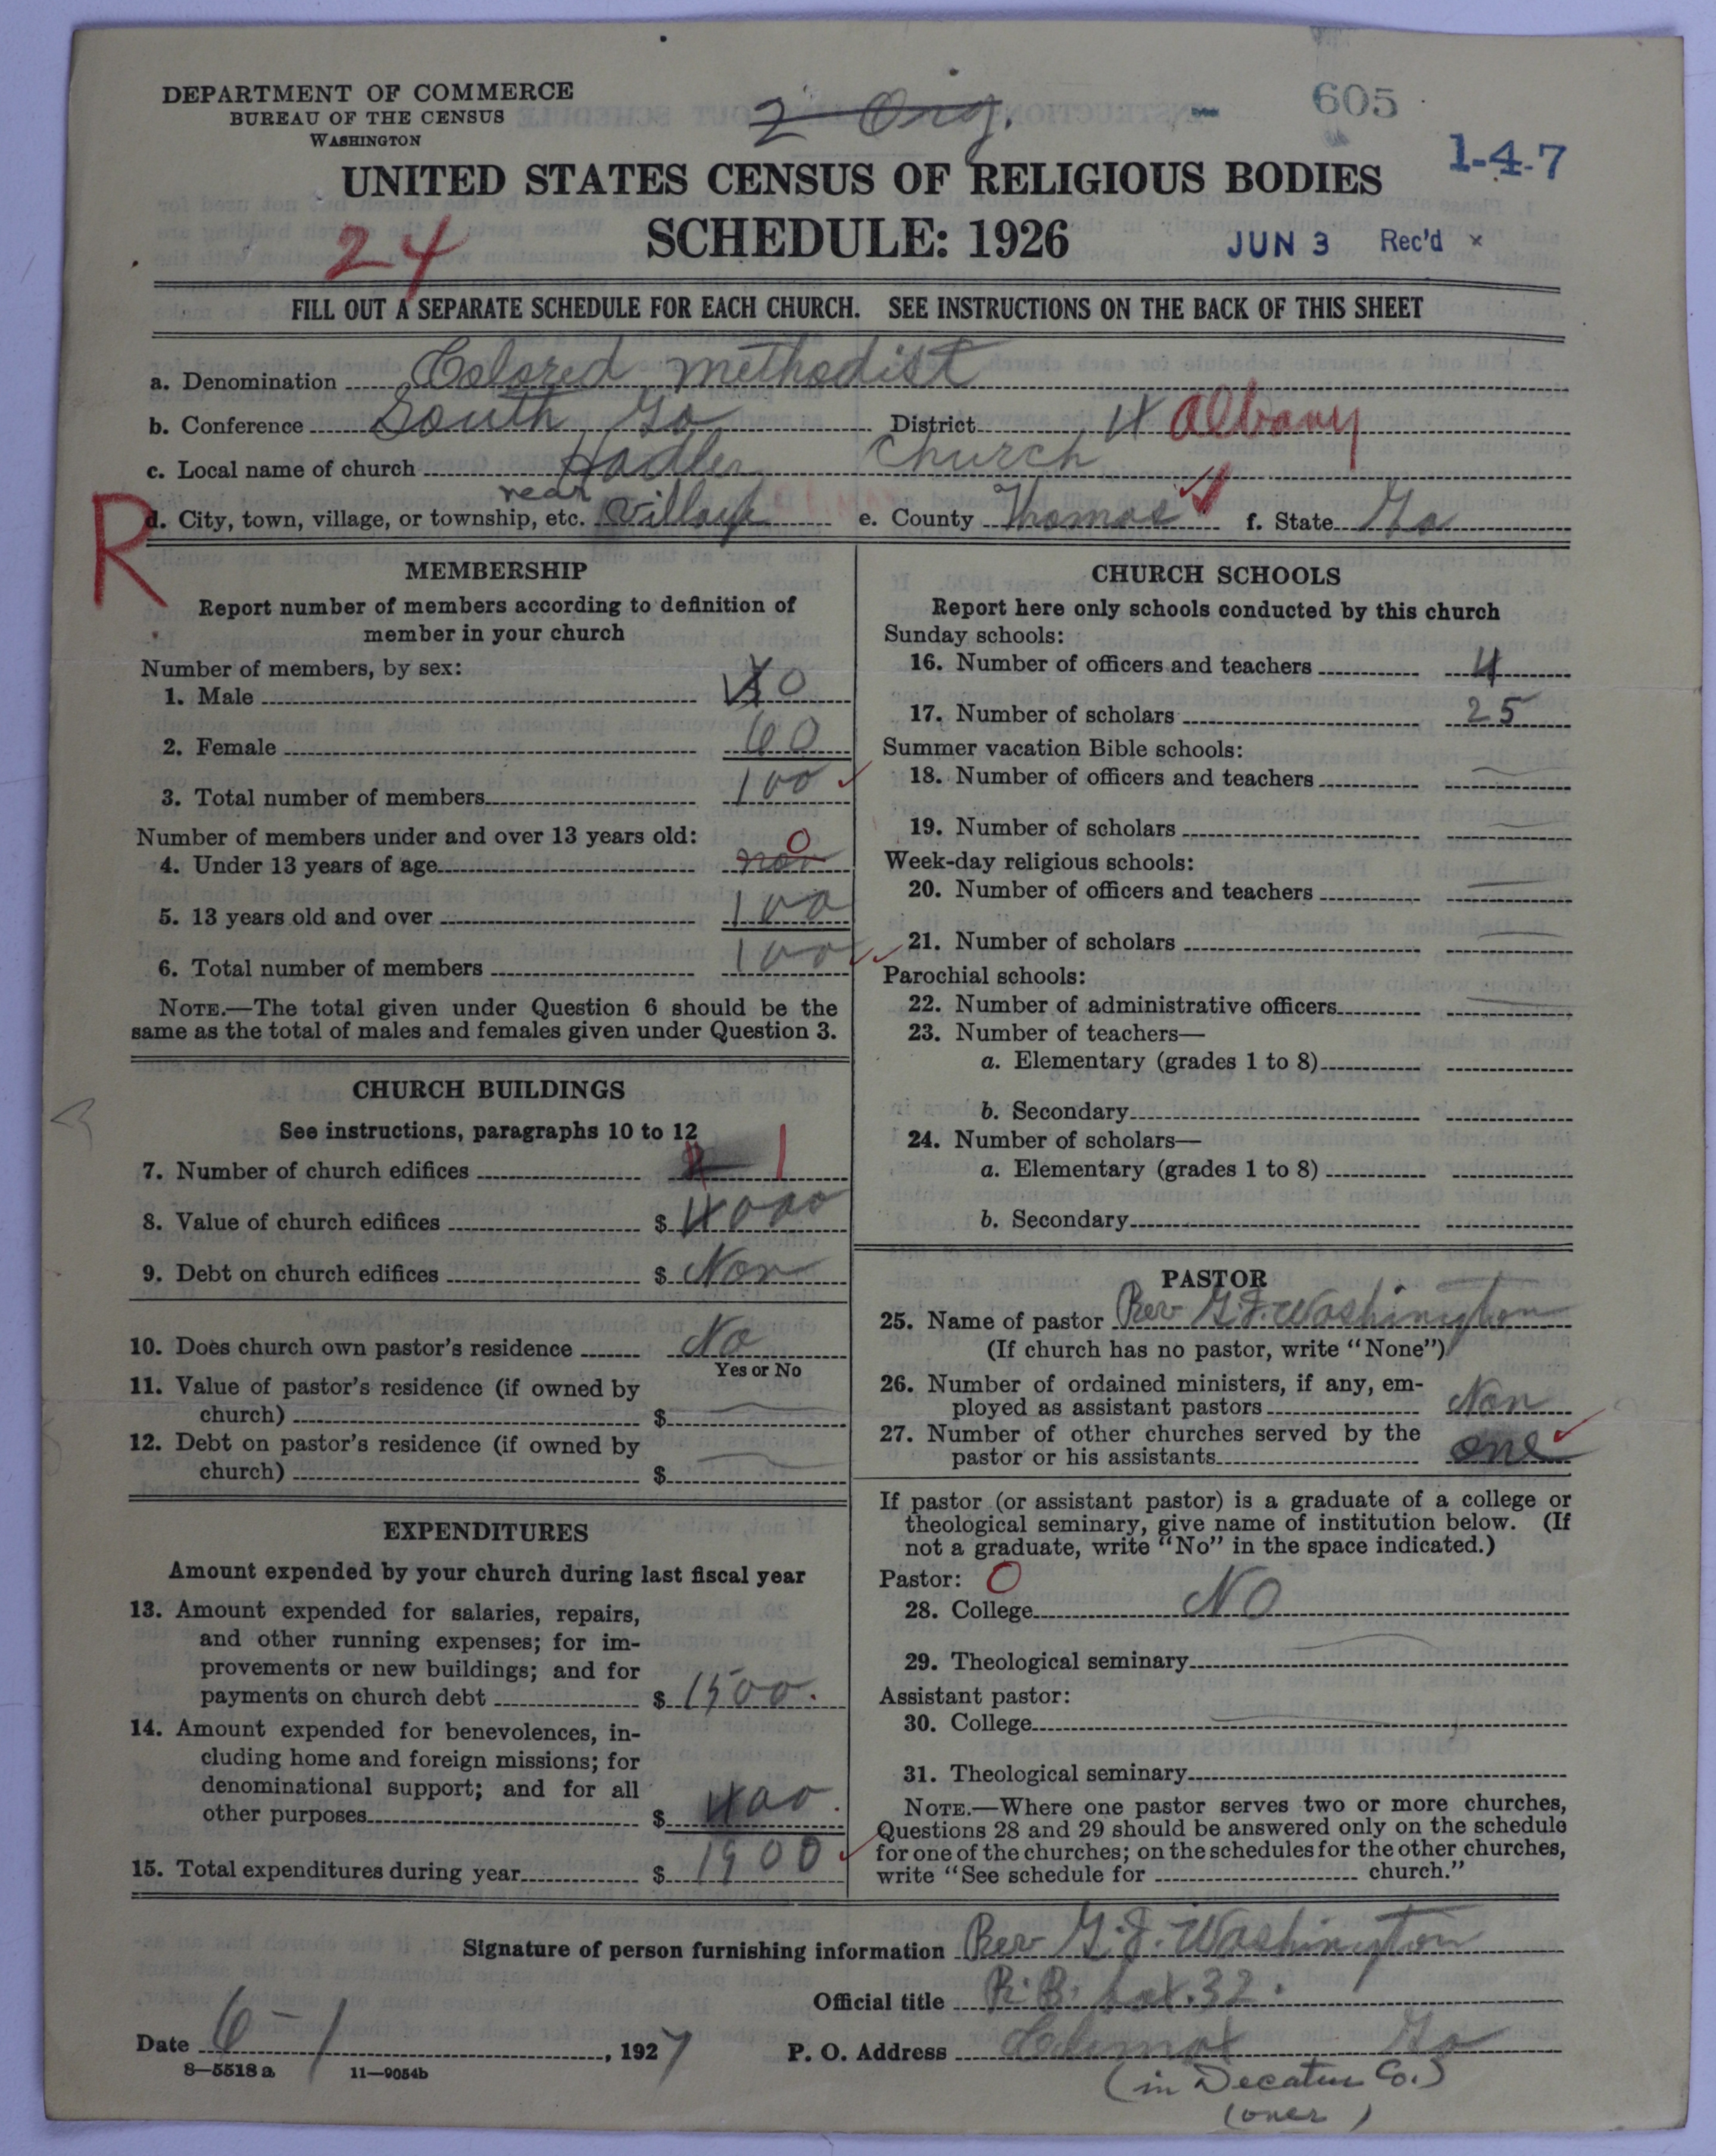 DEPARTMENT OF COMMERCE
BUREAU OF THE CENSUS
WASHINGTON
2 Org.
605
1-4-7
UNITED STATES CENSUS OF RELIGIOUS BODIES
24
SCHEDULE: 1926
JUN 3 Rec'd ×
FILL OUT A SEPARATE SCHEDULE FOR EACH CHURCH. SEE INSTRUCTIONS ON THE BACK OF THIS SHEET
a. Denomination Colored methodist
b. Conference South Ga District 4 Albany
c. Local name of church Hadley Church
near
R
d. City, town, village, or township, etc. Village e. County Thomas f. State Ga
MEMBERSHIP
Report number of members according to definition of
member in your church
Number of members, by sex:
1. Male 40
2. Female 60
3. Total number of members 100
Number of members under and over 13 years old:
4. Under 13 years of age non 0
5. 13 years old and over 100
6. Total number of members 100
NOTE.—The total given under Question 6 should be the
same as the total of males and females given under Question 3.
CHURCH BUILDINGS
See instructions, paragraphs 10 to 12
7. Number of church edifices 1
8. Value of church edifices $ 4000
9. Debt on church edifices $ Non
10. Does church own pastor's residence No
Yes or No
11. Value of pastor's residence (if owned by
church) $
12. Debt on pastor's residence (if owned by
church) $
EXPENDITURES
Amount expended by your church during last fiscal year
13. Amount expended for salaries, repairs,
and other running expenses; for im-
provements or new buildings; and for
payments on church debt $ 1500.
14. Amount expended for benevolences, in-
cluding home and foreign missions; for
denominational support; and for all
other purposes $ 400.
15. Total expenditures during year $ 1900
CHURCH SCHOOLS
Report here only schools conducted by this church
Sunday schools:
16. Number of officers and teachers 4
17. Number of scholars 25
Summer vacation Bible schools:
18. Number of officers and teachers
19. Number of scholars
Week-day religious schools:
20. Number of officers and teachers
21. Number of scholars
Parochial schools:
22. Number of administrative officers
23. Number of teachers—
a. Elementary (grades 1 to 8)
b. Secondary
24. Number of scholars—
a. Elementary (grades 1 to 8)
b. Secondary
PASTOR
25. Name of pastor Rev G.J. Washington
(If church has no pastor, write "None")
26. Number of ordained ministers, if any, em-
ployed as assistant pastors Non
27. Number of other churches served by the
pastor or his assistants one
If pastor (or assistant pastor) is a graduate of a college or
theological seminary, give name of institution below. (If
not a graduate, write "No" in the space indicated.)
Pastor: 0
28. College NO
29. Theological seminary
Assistant pastor:
30. College
31. Theological seminary
NOTE.—Where one pastor serves two or more churches,
Questions 28 and 29 should be answered only on the schedule
for one of the churches; on the schedules for the other churches,
write "See schedule for church."
Signature of person furnishing information Rev G.J. Washington
Official title R.B. box.32.
Date 6-1, 1927 P. O. Address Climax Ga
8—5518 a 11—9054b
(in Decatur Co.)
(over)